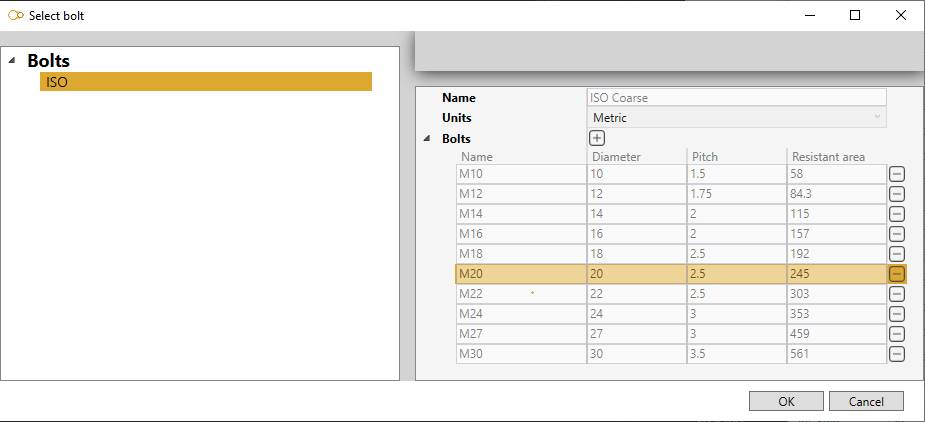 Select bolt
Bolts
ISO
Name ISO Coarse
Units Metric
Bolts
Name Diameter Pitch Resistant area
M10 10 1.5 58
M12 12 1.75 84.3
M14 14 2 115
M16 16 2 157
M18 18 2.5 192
M20 20 2.5 245
M22 22 2.5 303
M24 24 3 353
M27 27 3 459
M30 30 3.5 561
OK Cancel